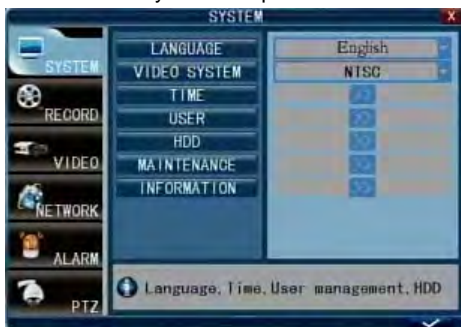 SYSTEM
X
SYSTEM
RECORD
VIDEO
NETWORK
ALARM
PTZ
LANGUAGE English
VIDEO SYSTEM NTSC
TIME >>
USER >>
HDD >>
MAINTENANCE >>
INFORMATION >>
Language, Time, User management, HDD